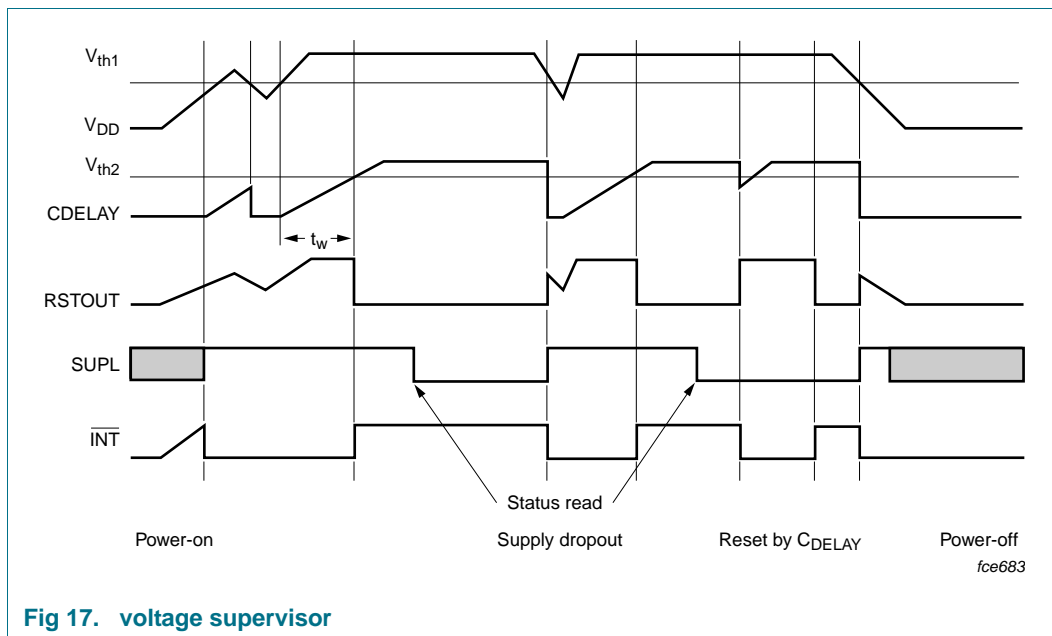 Vth1
VDD
Vth2
CDELAY
tW
RSTOUT
SUPL
INT
Status read
Power-on
Supply dropout
Reset by CDELAY
Power-off
fce683
Fig 17. voltage supervisor